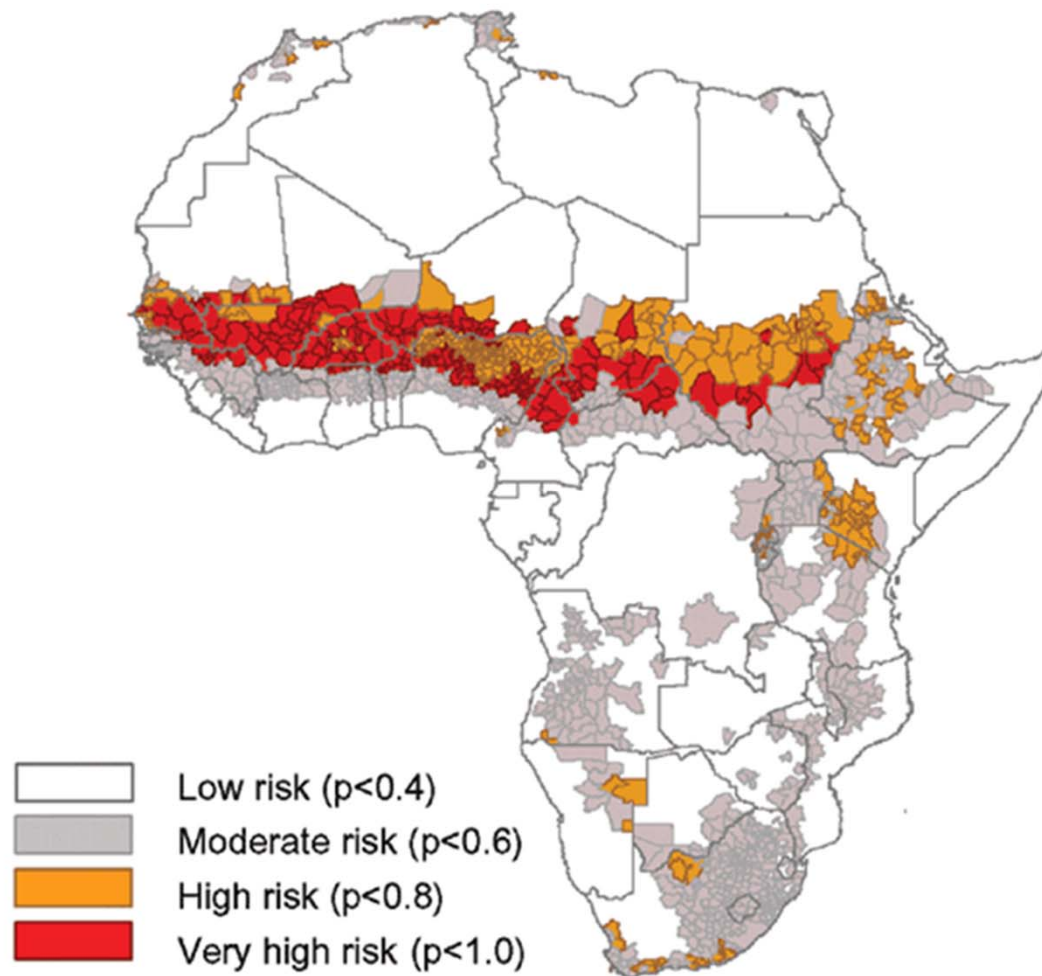 Low risk (p<0.4)
Moderate risk (p<0.6)
High risk (p<0.8)
Very high risk (p<1.0)